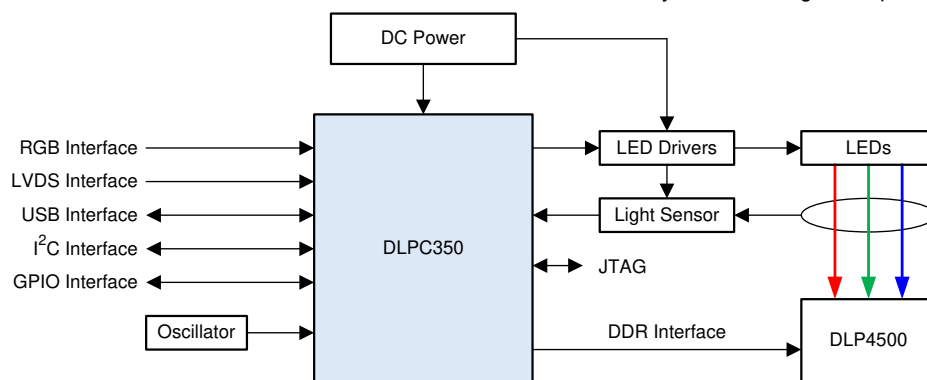 DC Power
RGB Interface
LED Drivers
LEDs
LVDS Interface
USB Interface
Light Sensor
I2C Interface
DLPC350
JTAG
GPIO Interface
Oscillator
DDR Interface
DLP4500